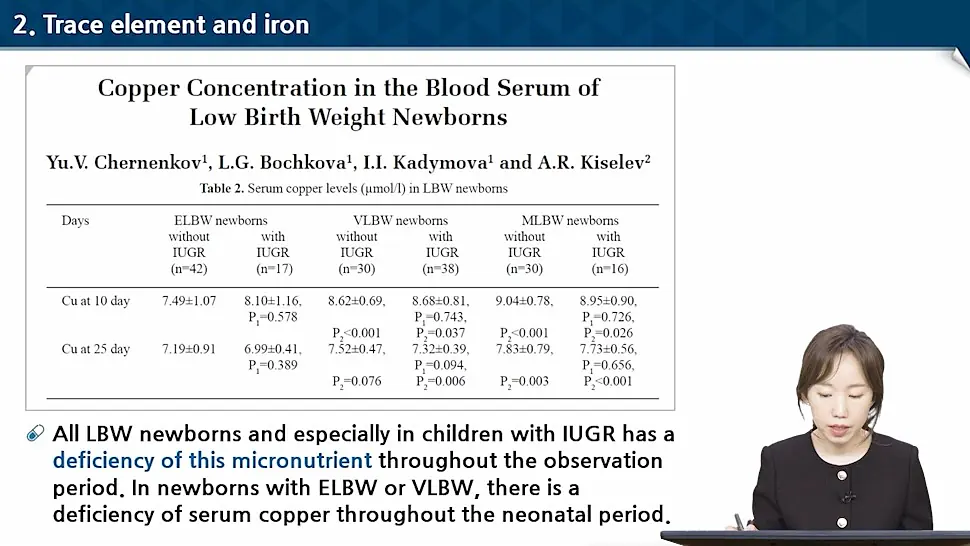 2. Trace element and iron
Copper Concentration in the Blood Serum of
Low Birth Weight Newborns
Yu.V. Chernenkov¹, L.G. Bochkova¹, I.I. Kadymova¹ and A.R. Kiselev²
Table 2. Serum copper levels (µmol/l) in LBW newborns
Days ELBW newborns VLBW newborns MLBW newborns
without with without with without with
IUGR IUGR IUGR IUGR IUGR IUGR
(n=42) (n=17) (n=30) (n=38) (n=30) (n=16)
Cu at 10 day 7.49±1.07 8.10±1.16, 8.62±0.69, 8.68±0.81, 9.04±0.78, 8.95±0.90,
P₁=0.578 P₁=0.743, P₁=0.726,
P₂<0.001 P₂=0.037 P₂<0.001 P₂=0.026
Cu at 25 day 7.19±0.91 6.99±0.41, 7.52±0.47, 7.32±0.39, 7.83±0.79, 7.73±0.56,
P₁=0.389 P₁=0.094, P₁=0.656,
P₂=0.076 P₂=0.006 P₂=0.003 P₂<0.001
All LBW newborns and especially in children with IUGR has a
deficiency of this micronutrient throughout the observation
period. In newborns with ELBW or VLBW, there is a
deficiency of serum copper throughout the neonatal period.